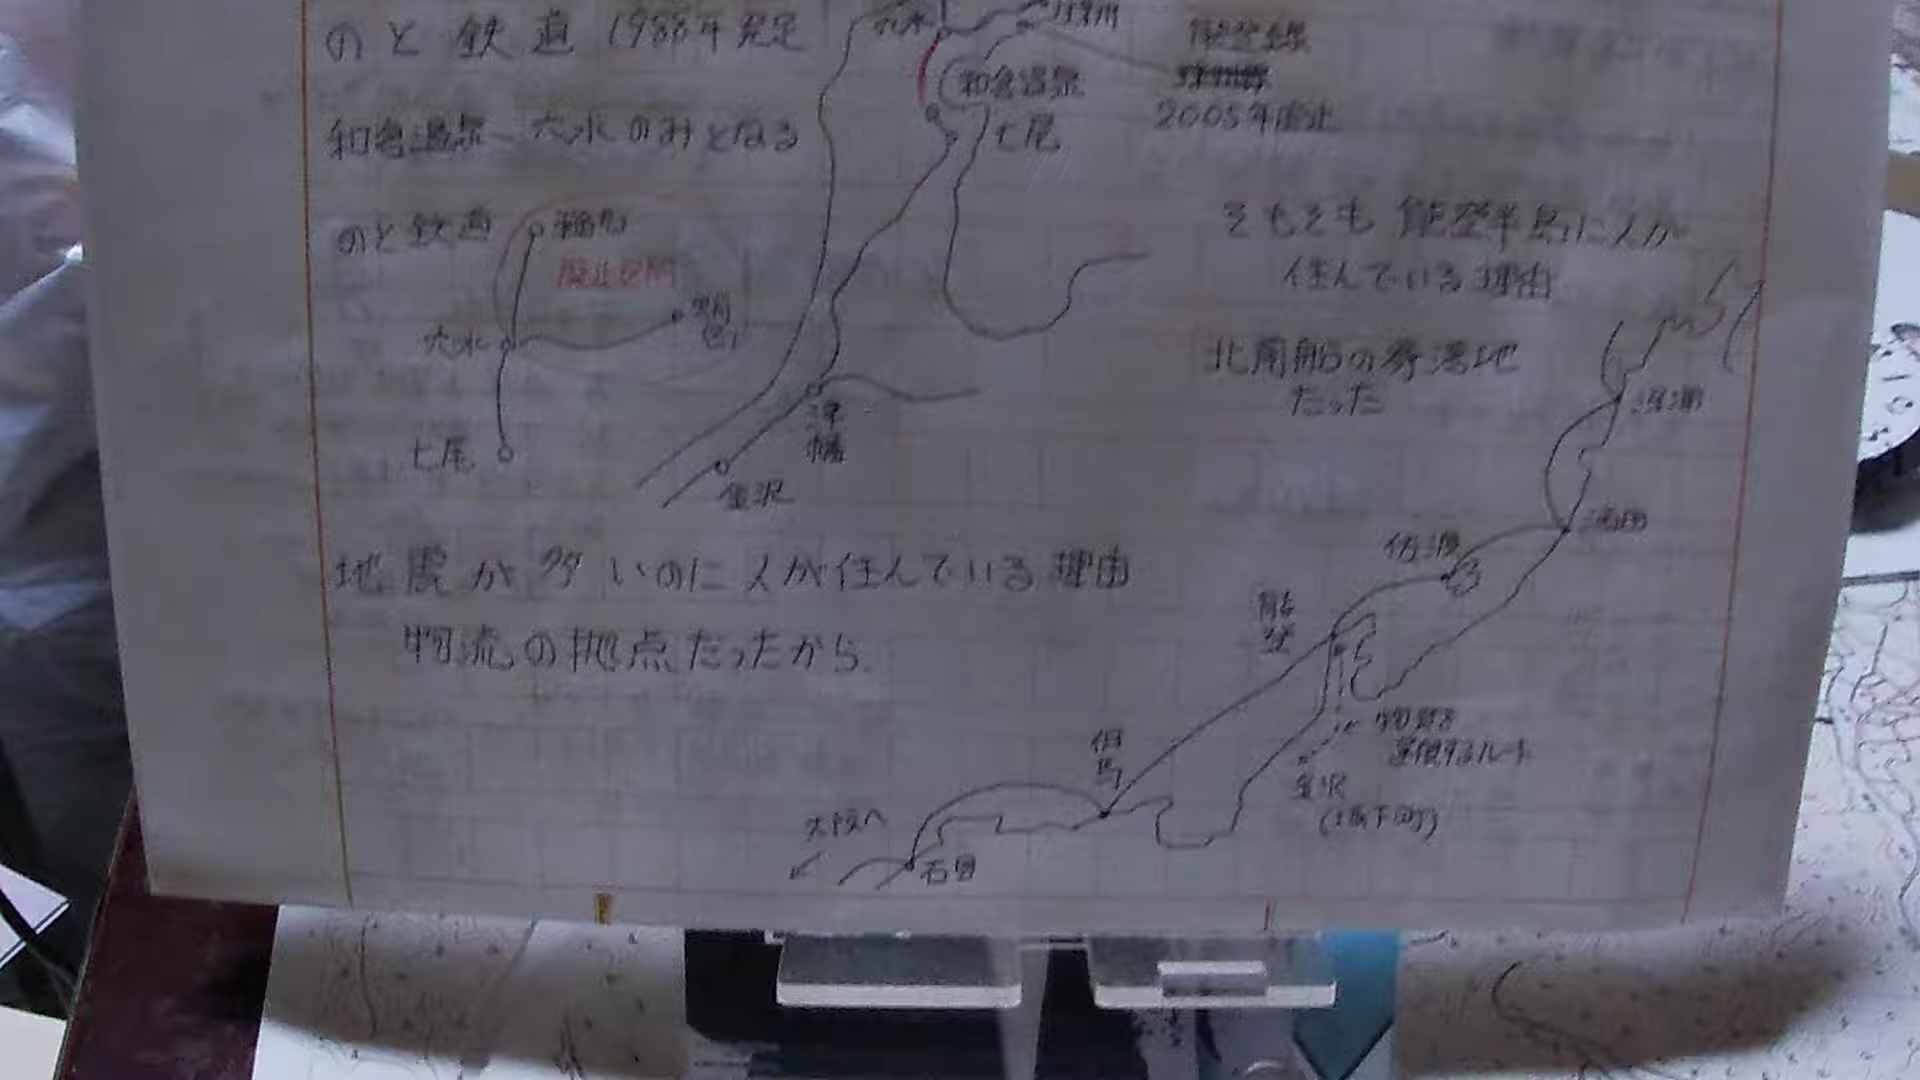 のと鉄道 1988年発足
穴水
和倉温泉
七尾
能登線
2005年廃止
和倉温泉~穴水のみとなる
のと鉄道
輪島
廃止区間
穴水
七尾
津幡
金沢
そもそも能登半島に人が
住んでいる理由
北前船の寄港地
だった
深浦
酒田
佐渡
能登
但馬
石見
大阪へ
物資を
運搬するルート
金沢
(城下町)
地震が多いのに人が住んでいる理由
物流の拠点だったから.